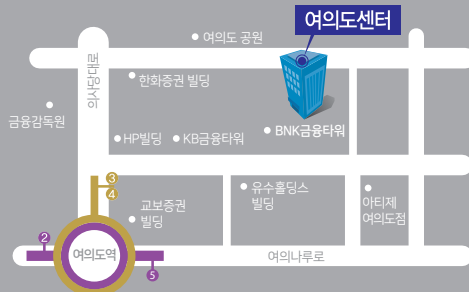 여의도센터
여의도 공원
의사당대로
한화증권 빌딩
금융감독원
HP빌딩
KB금융타워
BNK금융타워
3
4
교보증권
빌딩
유수홀딩스
빌딩
아티제
여의도점
2
여의도역
5
여의나루로